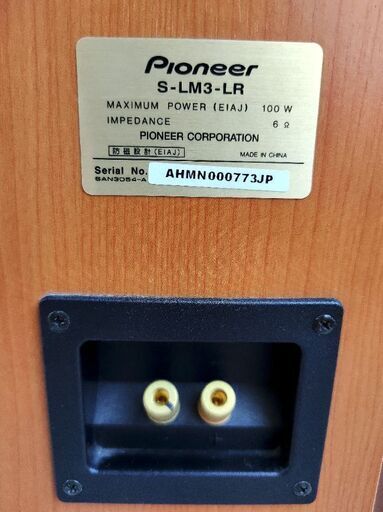 Pioneer
S-LM3-LR
MAXIMUM POWER (EIAJ) 100 W
IMPEDANCE 6 Ω
PIONEER CORPORATION
防磁設計(EIAJ) MADE IN CHINA
Serial No. AHMN000773JP
SAN3054-A